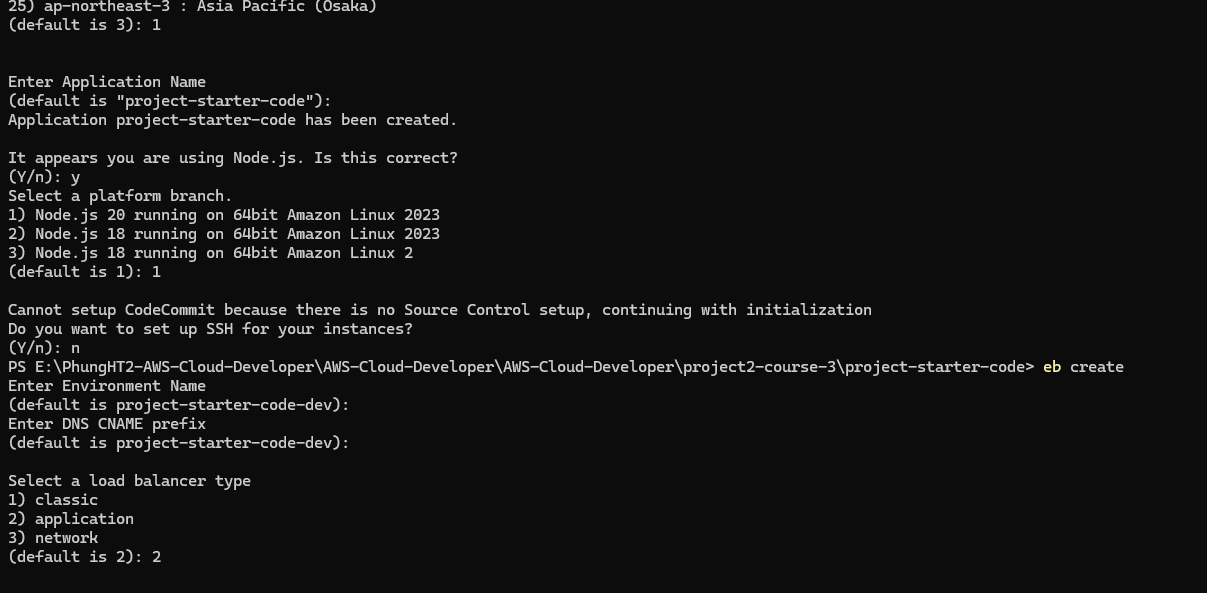 25) ap-northeast-3 : Asia Pacific (Osaka)
(default is 3): 1
Enter Application Name
(default is "project-starter-code"):
Application project-starter-code has been created.
It appears you are using Node.js. Is this correct?
(Y/n): y
Select a platform branch.
1) Node.js 20 running on 64bit Amazon Linux 2023
2) Node.js 18 running on 64bit Amazon Linux 2023
3) Node.js 18 running on 64bit Amazon Linux 2
(default is 1): 1
Cannot setup CodeCommit because there is no Source Control setup, continuing with initialization
Do you want to set up SSH for your instances?
(Y/n): n
PS E:\PhungHT2-AWS-Cloud-Developer\AWS-Cloud-Developer\AWS-Cloud-Developer\project2-course-3\project-starter-code> eb create
Enter Environment Name
(default is project-starter-code-dev):
Enter DNS CNAME prefix
(default is project-starter-code-dev):
Select a load balancer type
1) classic
2) application
3) network
(default is 2): 2